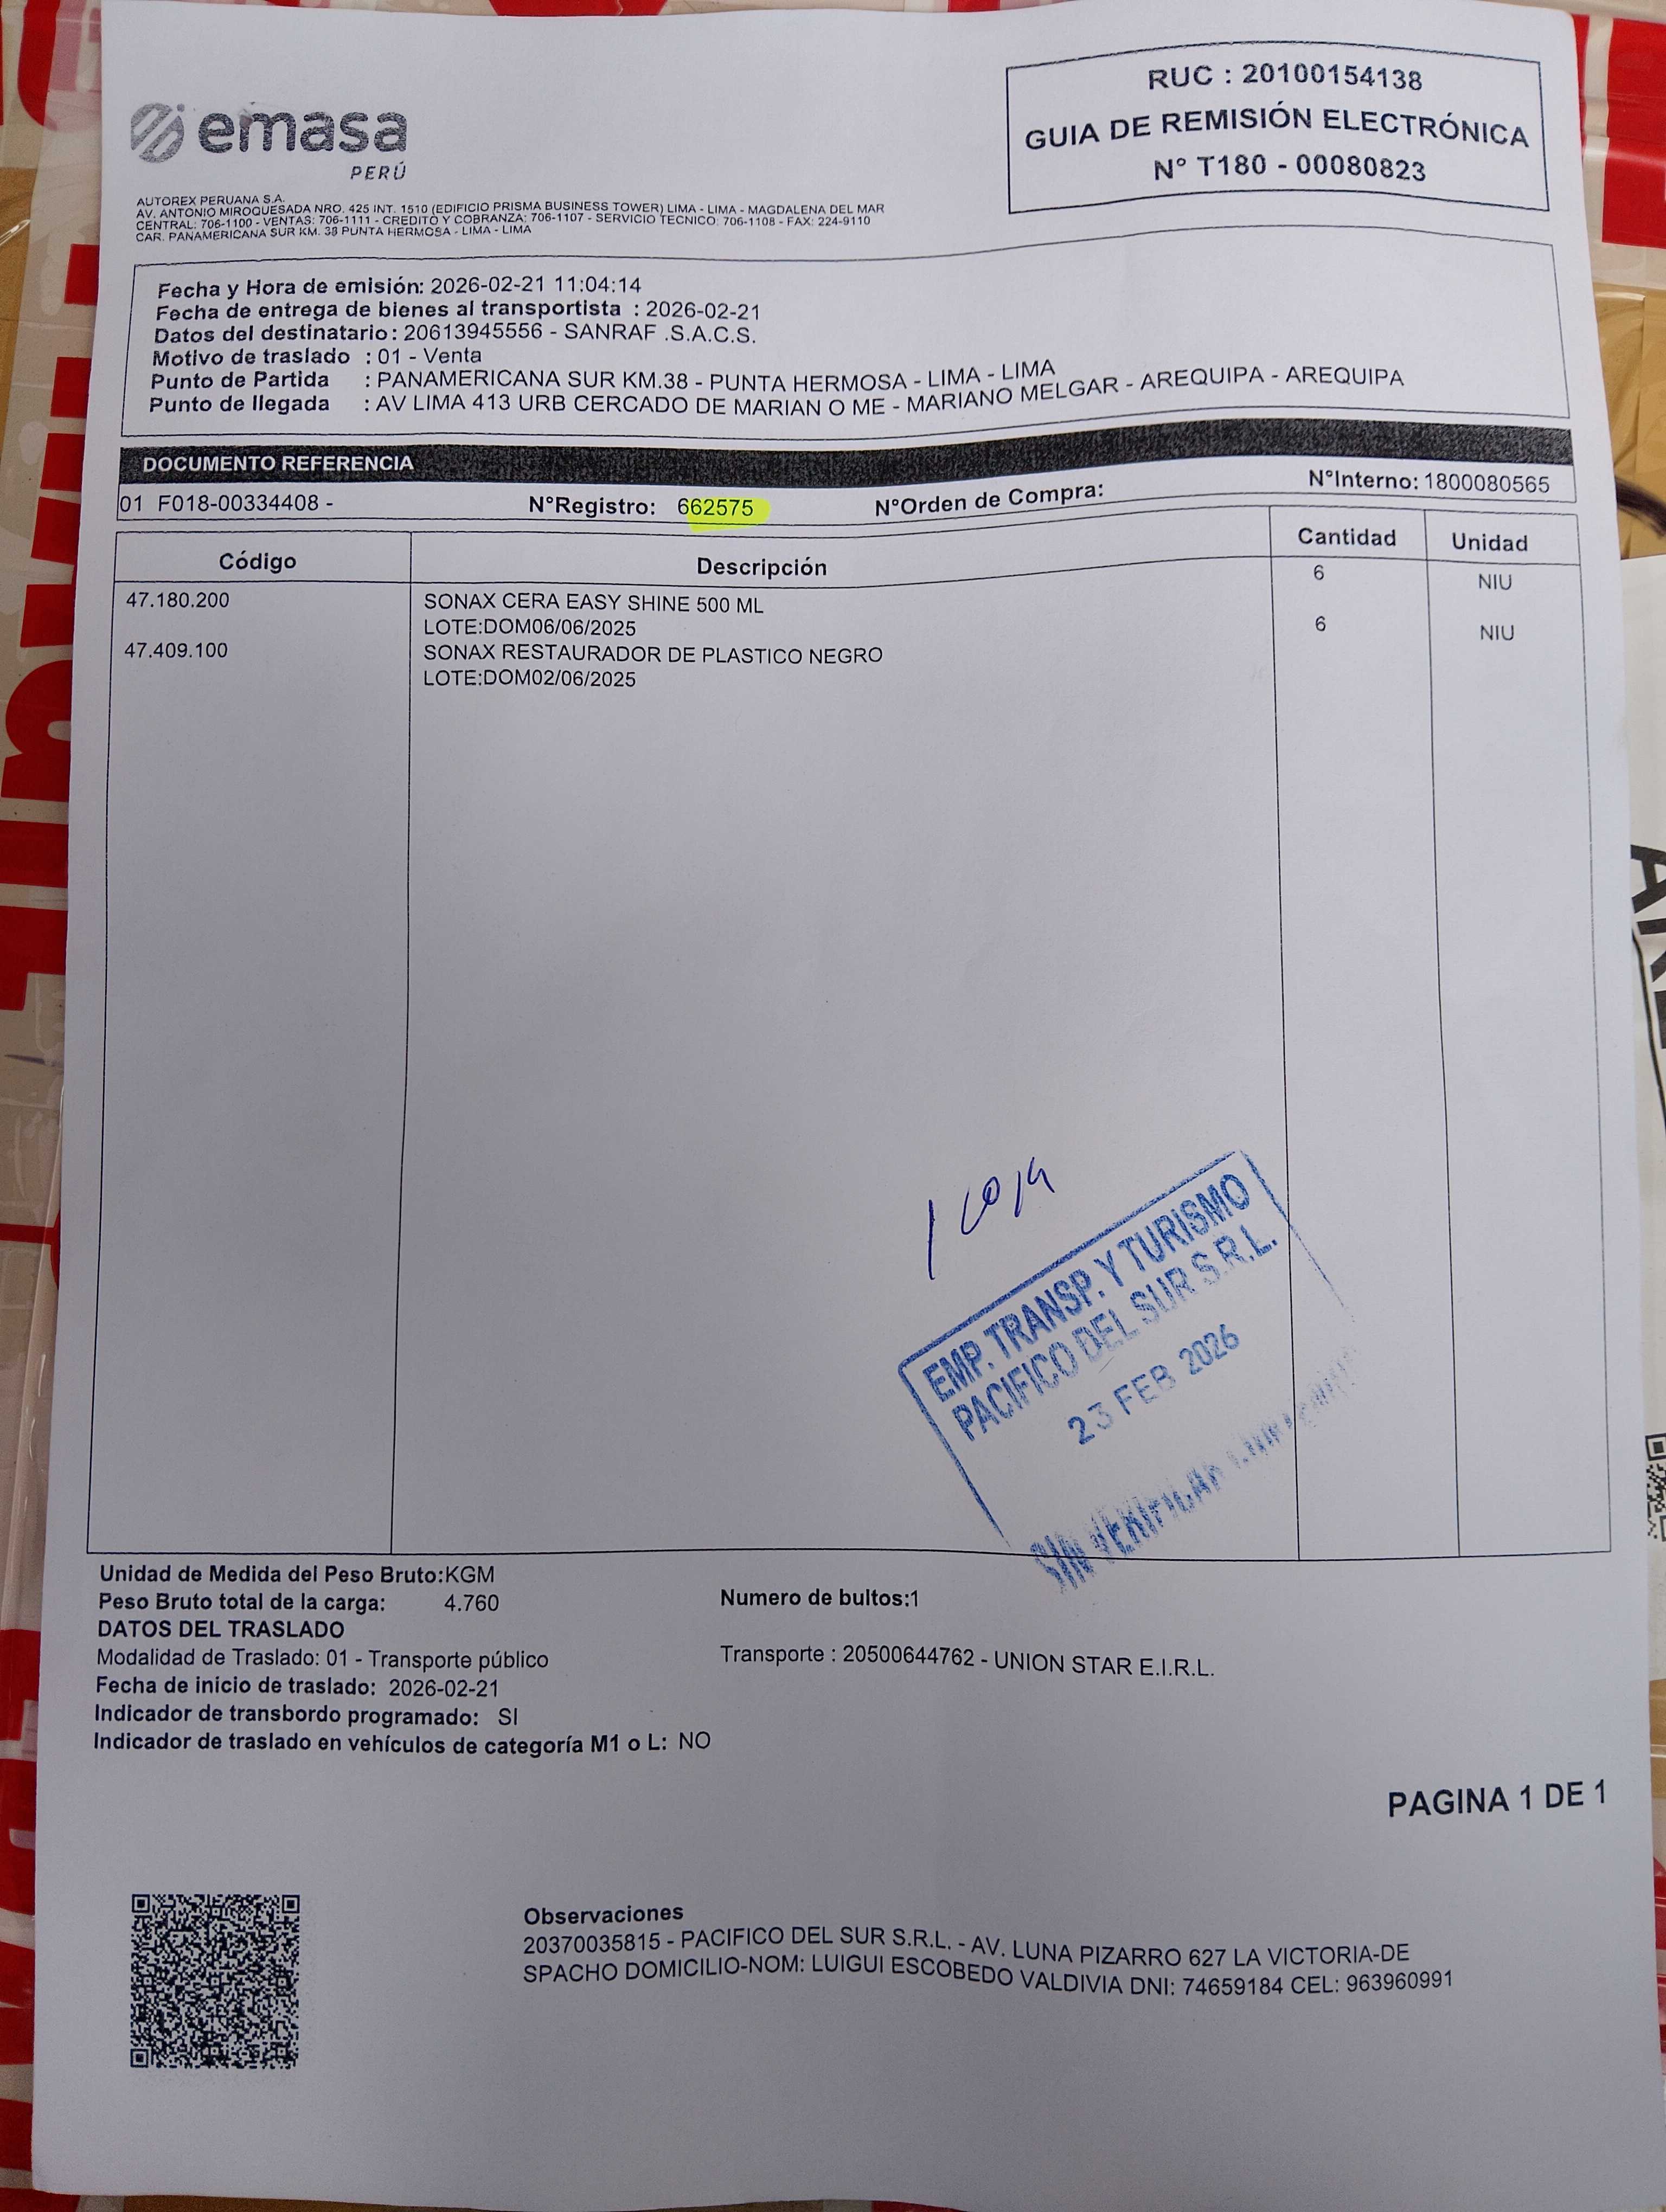 emasa
PERÚ
RUC : 20100154138
GUIA DE REMISIÓN ELECTRÓNICA
N° T180 - 00080823
AUTOREX PERUANA S.A.
AV. ANTONIO MIROQUESADA NRO. 425 INT. 1510 (EDIFICIO PRISMA BUSINESS TOWER) LIMA - LIMA - MAGDALENA DEL MAR
CENTRAL: 706-1100 - VENTAS: 706-1111 - CREDITO Y COBRANZA: 706-1107 - SERVICIO TECNICO: 706-1108 - FAX: 224-9110
CAR. PANAMERICANA SUR KM. 38 PUNTA HERMOSA - LIMA - LIMA
Fecha y Hora de emisión: 2026-02-21 11:04:14
Fecha de entrega de bienes al transportista : 2026-02-21
Datos del destinatario: 20613945556 - SANRAF .S.A.C.S.
Motivo de traslado : 01 - Venta
Punto de Partida : PANAMERICANA SUR KM.38 - PUNTA HERMOSA - LIMA - LIMA
Punto de llegada : AV LIMA 413 URB CERCADO DE MARIAN O ME - MARIANO MELGAR - AREQUIPA - AREQUIPA
DOCUMENTO REFERENCIA
01 F018-00334408 - N°Registro: 662575 N°Orden de Compra: N°Interno: 1800080565
Código Descripción Cantidad Unidad
47.180.200 SONAX CERA EASY SHINE 500 ML 6 NIU
LOTE:DOM06/06/2025
47.409.100 SONAX RESTAURADOR DE PLASTICO NEGRO 6 NIU
LOTE:DOM02/06/2025
1 caja
EMP. TRANSP. Y TURISMO
PACIFICO DEL SUR S.R.L.
23 FEB 2026
SIN VERIFICAR
Unidad de Medida del Peso Bruto:KGM
Peso Bruto total de la carga: 4.760 Numero de bultos:1
DATOS DEL TRASLADO
Modalidad de Traslado: 01 - Transporte público Transporte : 20500644762 - UNION STAR E.I.R.L.
Fecha de inicio de traslado: 2026-02-21
Indicador de transbordo programado: SI
Indicador de traslado en vehículos de categoría M1 o L: NO
PAGINA 1 DE 1
Observaciones
20370035815 - PACIFICO DEL SUR S.R.L. - AV. LUNA PIZARRO 627 LA VICTORIA-DE
SPACHO DOMICILIO-NOM: LUIGUI ESCOBEDO VALDIVIA DNI: 74659184 CEL: 963960991